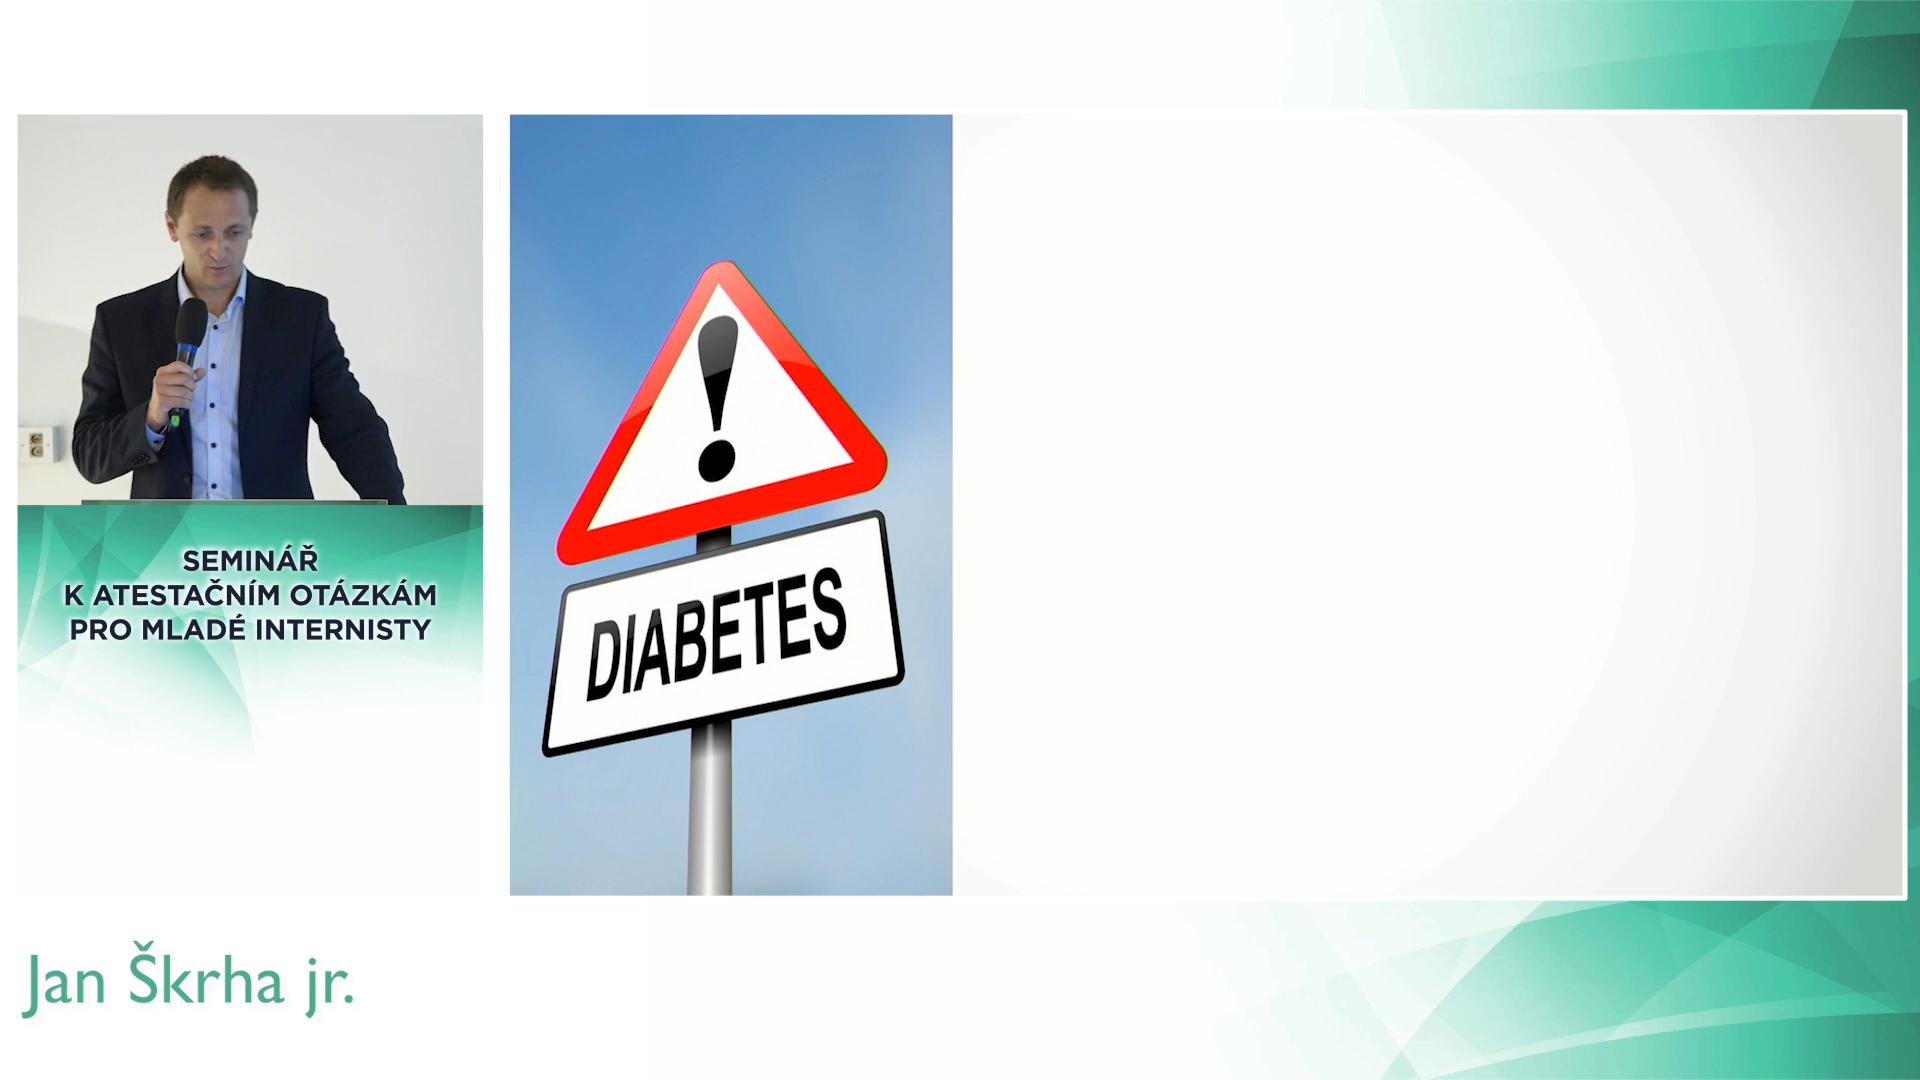 SEMINÁŘ
K ATESTAČNÍM OTÁZKÁM
PRO MLADÉ INTERNISTY
DIABETES
Jan Škrha jr.